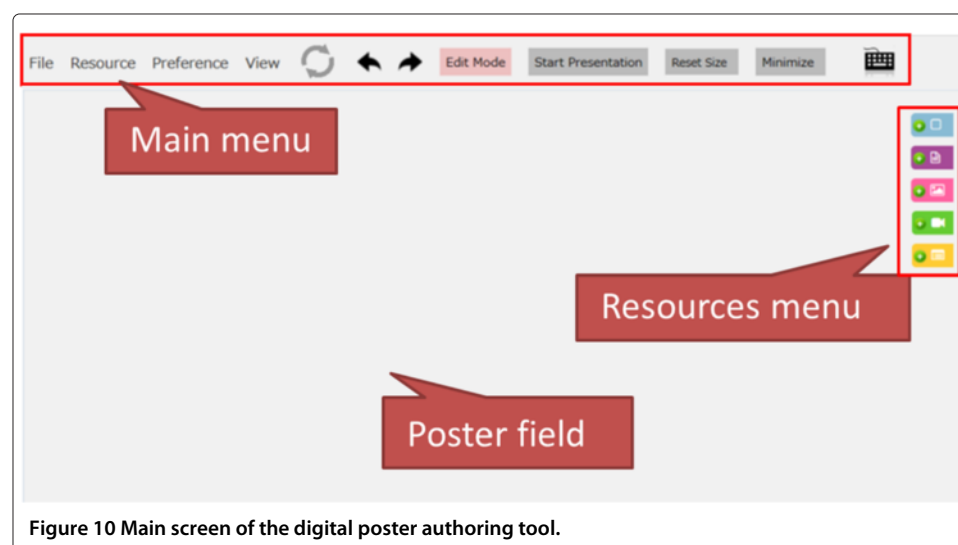 File Resource Preference View Edit Mode Start Presentation Reset Size Minimize
Main menu
Resources menu
Poster field
Figure 10 Main screen of the digital poster authoring tool.